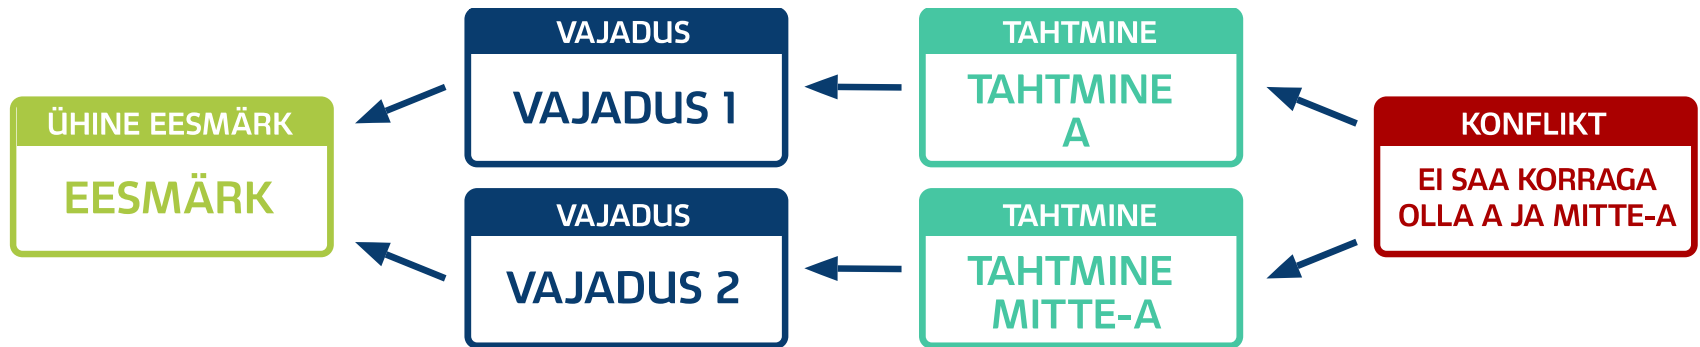 ÜHINE EESMÄRK
EESMÄRK
VAJADUS
VAJADUS 1
VAJADUS
VAJADUS 2
TAHTMINE
TAHTMINE
A
TAHTMINE
TAHTMINE
MITTE-A
KONFLIKT
EI SAA KORRAGA
OLLA A JA MITTE-A